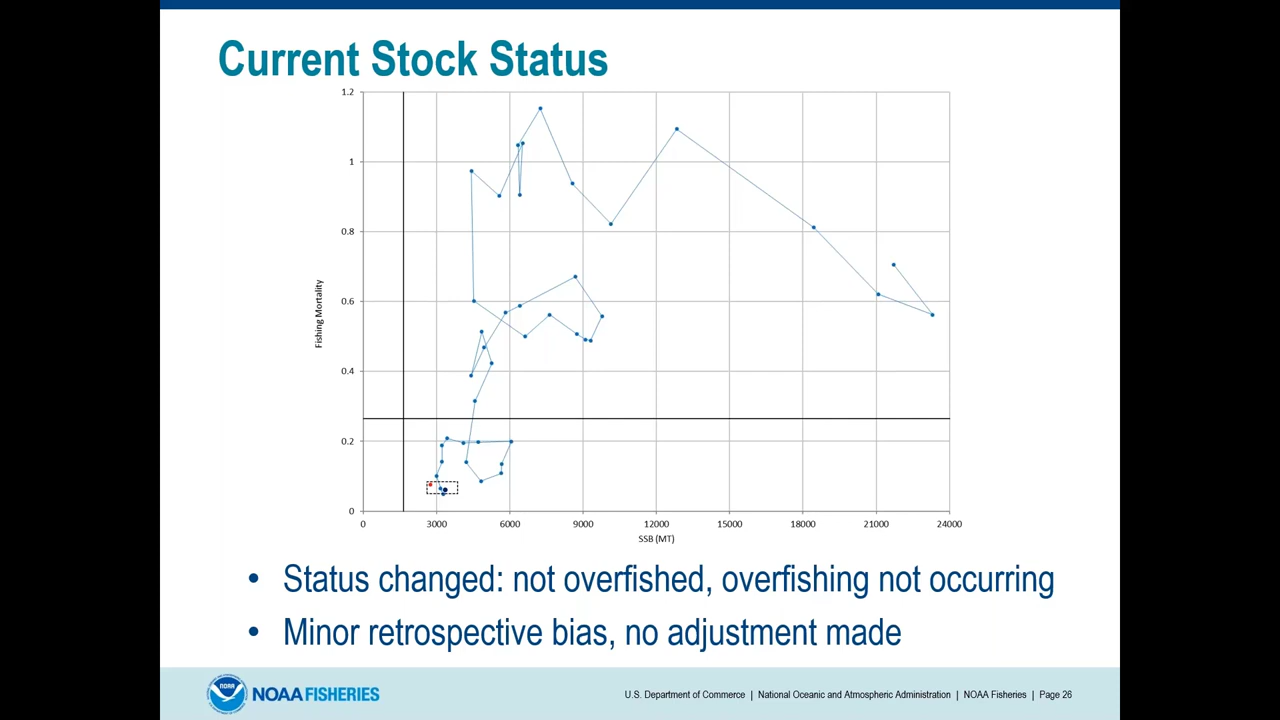 Current Stock Status
1.2
1
0.8
0.6
0.4
0.2
0
Fishing Mortality
0 3000 6000 9000 12000 15000 18000 21000 24000
SSB (MT)
• Status changed: not overfished, overfishing not occurring
• Minor retrospective bias, no adjustment made
NOAA
NOAA FISHERIES
U.S. Department of Commerce | National Oceanic and Atmospheric Administration | NOAA Fisheries | Page 26